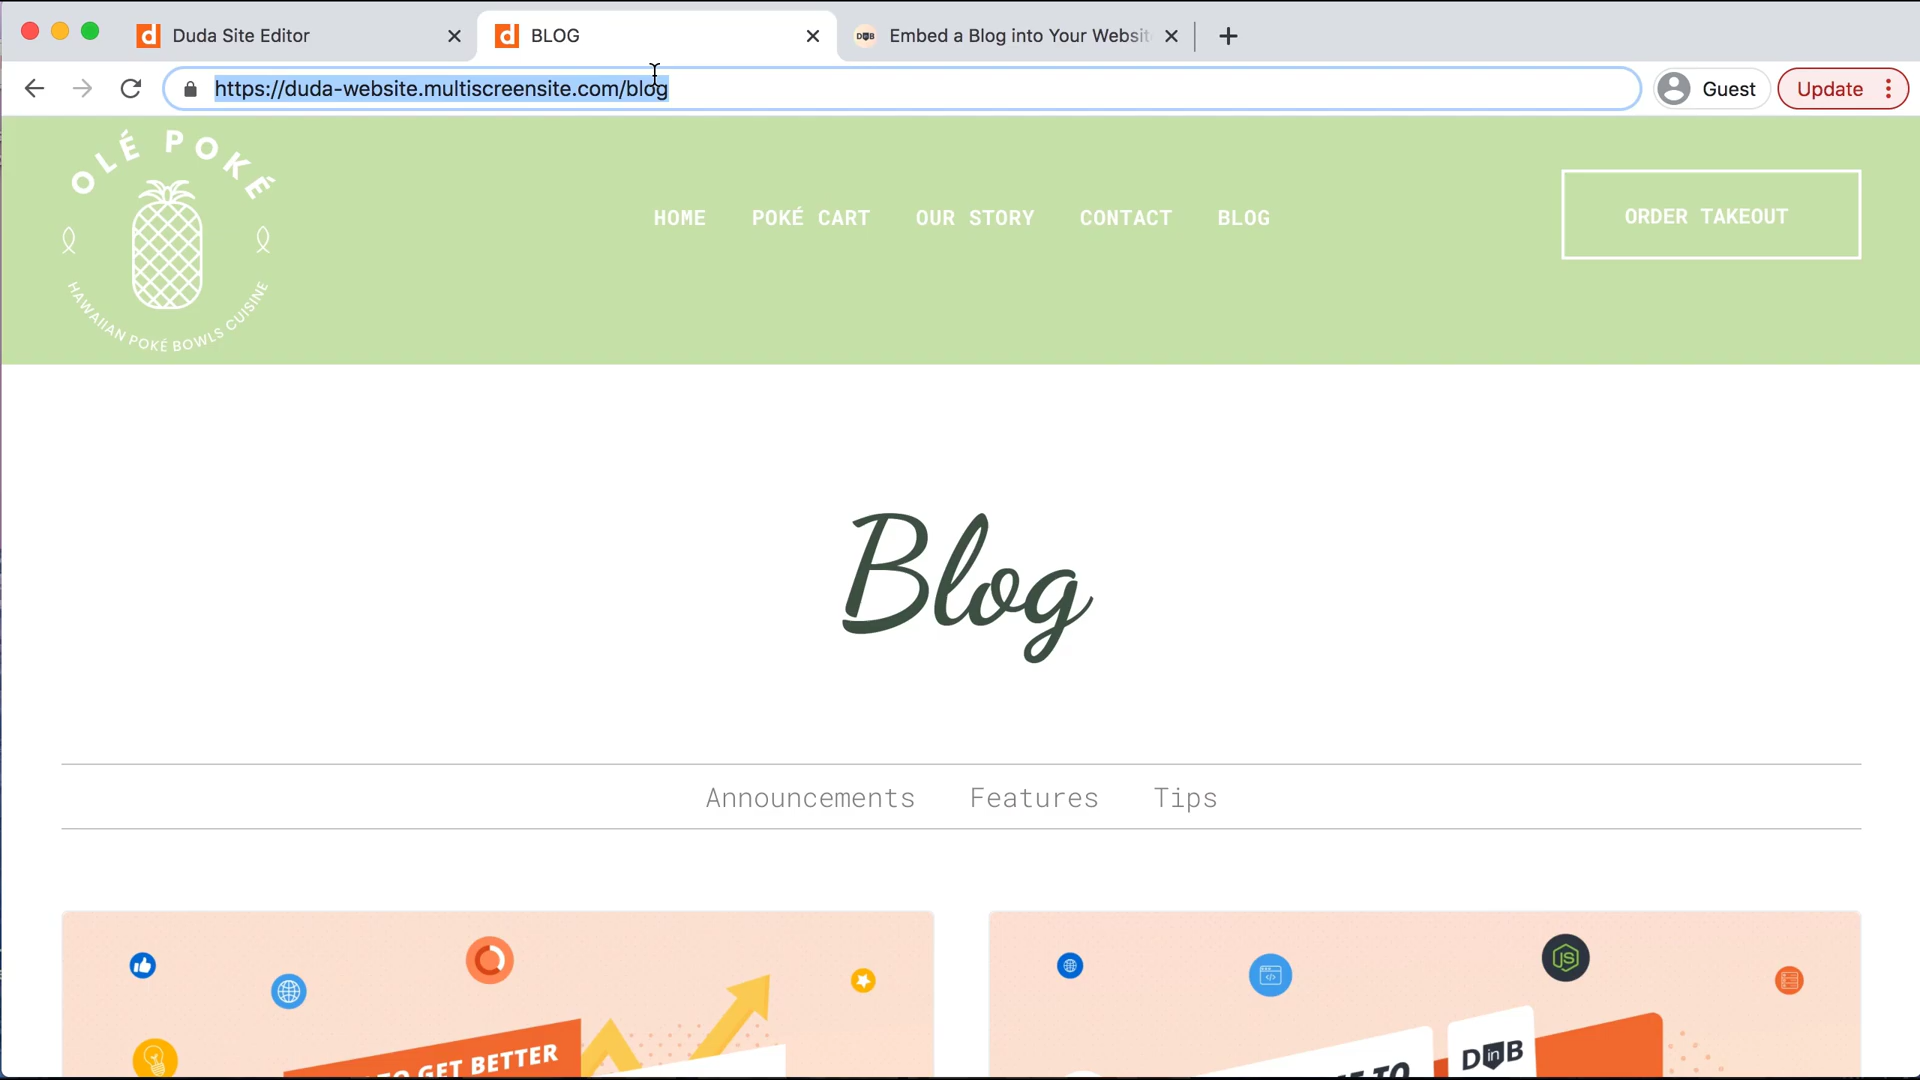 Duda Site Editor
BLOG
Embed a Blog into Your Websit
https://duda-website.multiscreensite.com/blog
Guest
Update
OLÉ POKÉ
HAWAIIAN POKÉ BOWLS CUISINE
HOME
POKÉ CART
OUR STORY
CONTACT
BLOG
ORDER TAKEOUT
Blog
Announcements
Features
Tips
GET BETTER
TO
DinB
JS